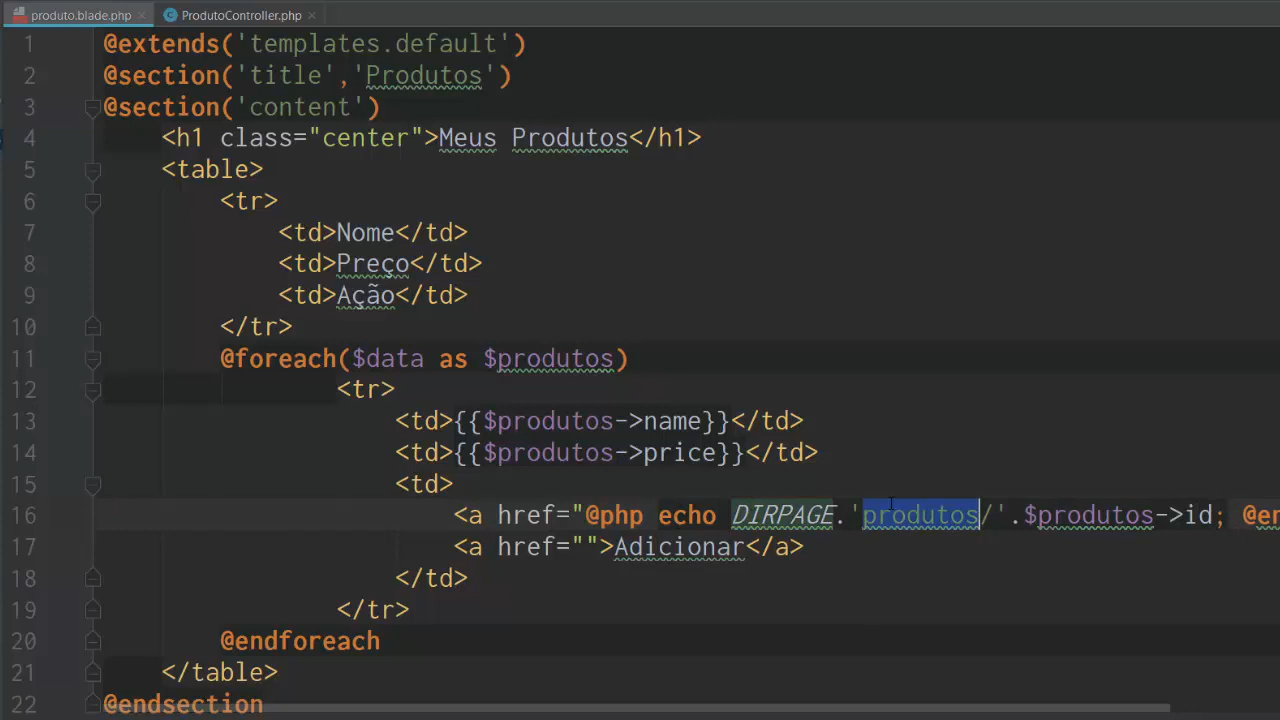 produto.blade.php ProdutoController.php
1 @extends('templates.default')
2 @section('title','Produtos')
3 @section('content')
4 <h1 class="center">Meus Produtos</h1>
5 <table>
6 <tr>
7 <td>Nome</td>
8 <td>Preço</td>
9 <td>Ação</td>
10 </tr>
11 @foreach($data as $produtos)
12 <tr>
13 <td>{{$produtos->name}}</td>
14 <td>{{$produtos->price}}</td>
15 <td>
16 <a href="@php echo DIRPAGE.'produtos/'.$produtos->id; @en
17 <a href="">Adicionar</a>
18 </td>
19 </tr>
20 @endforeach
21 </table>
22 @endsection